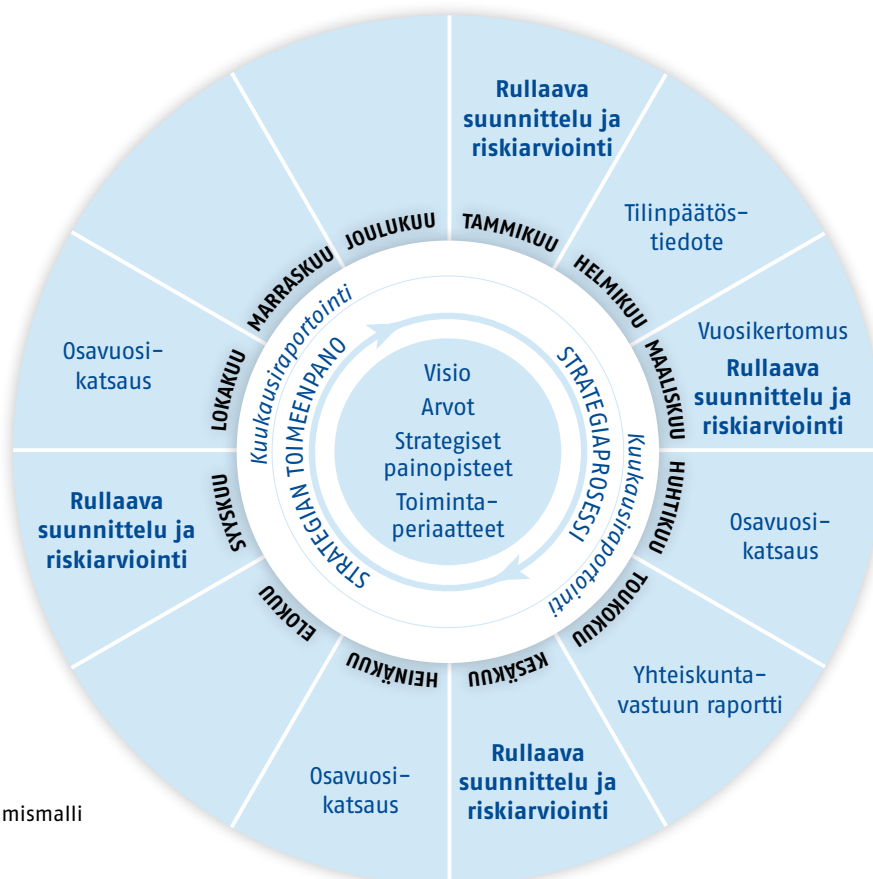 Rullaava
suunnittelu ja
riskiarviointi
Tilinpäätös-
tiedote
Vuosikertomus
Rullaava
suunnittelu ja
riskiarviointi
Osavuosi-
katsaus
Yhteiskunta-
vastuun raportti
Rullaava
suunnittelu ja
riskiarviointi
Osavuosi-
katsaus
Rullaava
suunnittelu ja
riskiarviointi
Osavuosi-
katsaus
TAMMIKUU
HELMIKUU
MAALISKUU
HUHTIKUU
TOUKOKUU
KESÄKUU
HEINÄKUU
ELOKUU
SYYSKUU
LOKAKUU
MARRASKUU
JOULUKUU
Kuukausiraportointi
STRATEGIAN TOIMEENPANO
STRATEGIAPROSESSI
Kuukausiraportointi
Visio
Arvot
Strategiset
painopisteet
Toiminta-
periaatteet
mismalli